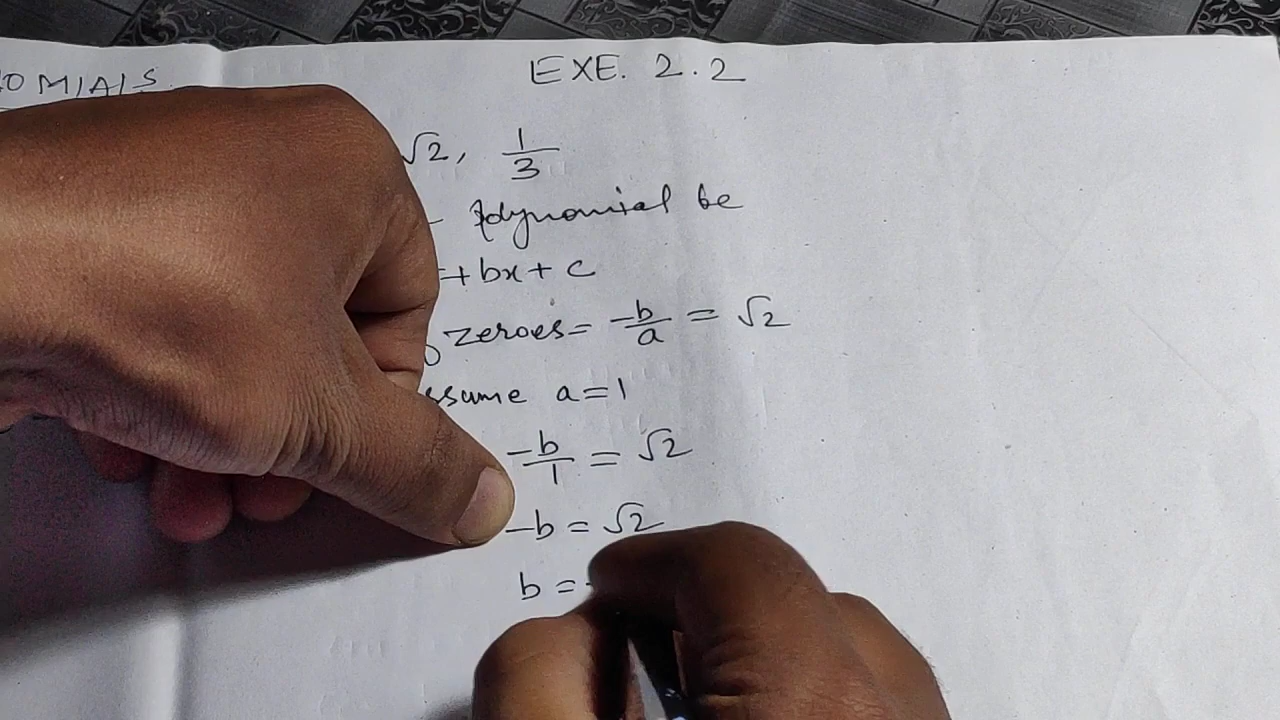 OMIALS
EXE. 2.2
√2, 1/3
Polynomial be
+bx+c
zeroes= -b/a = √2
ssume a=1
-b/1 = √2
-b = √2
b =